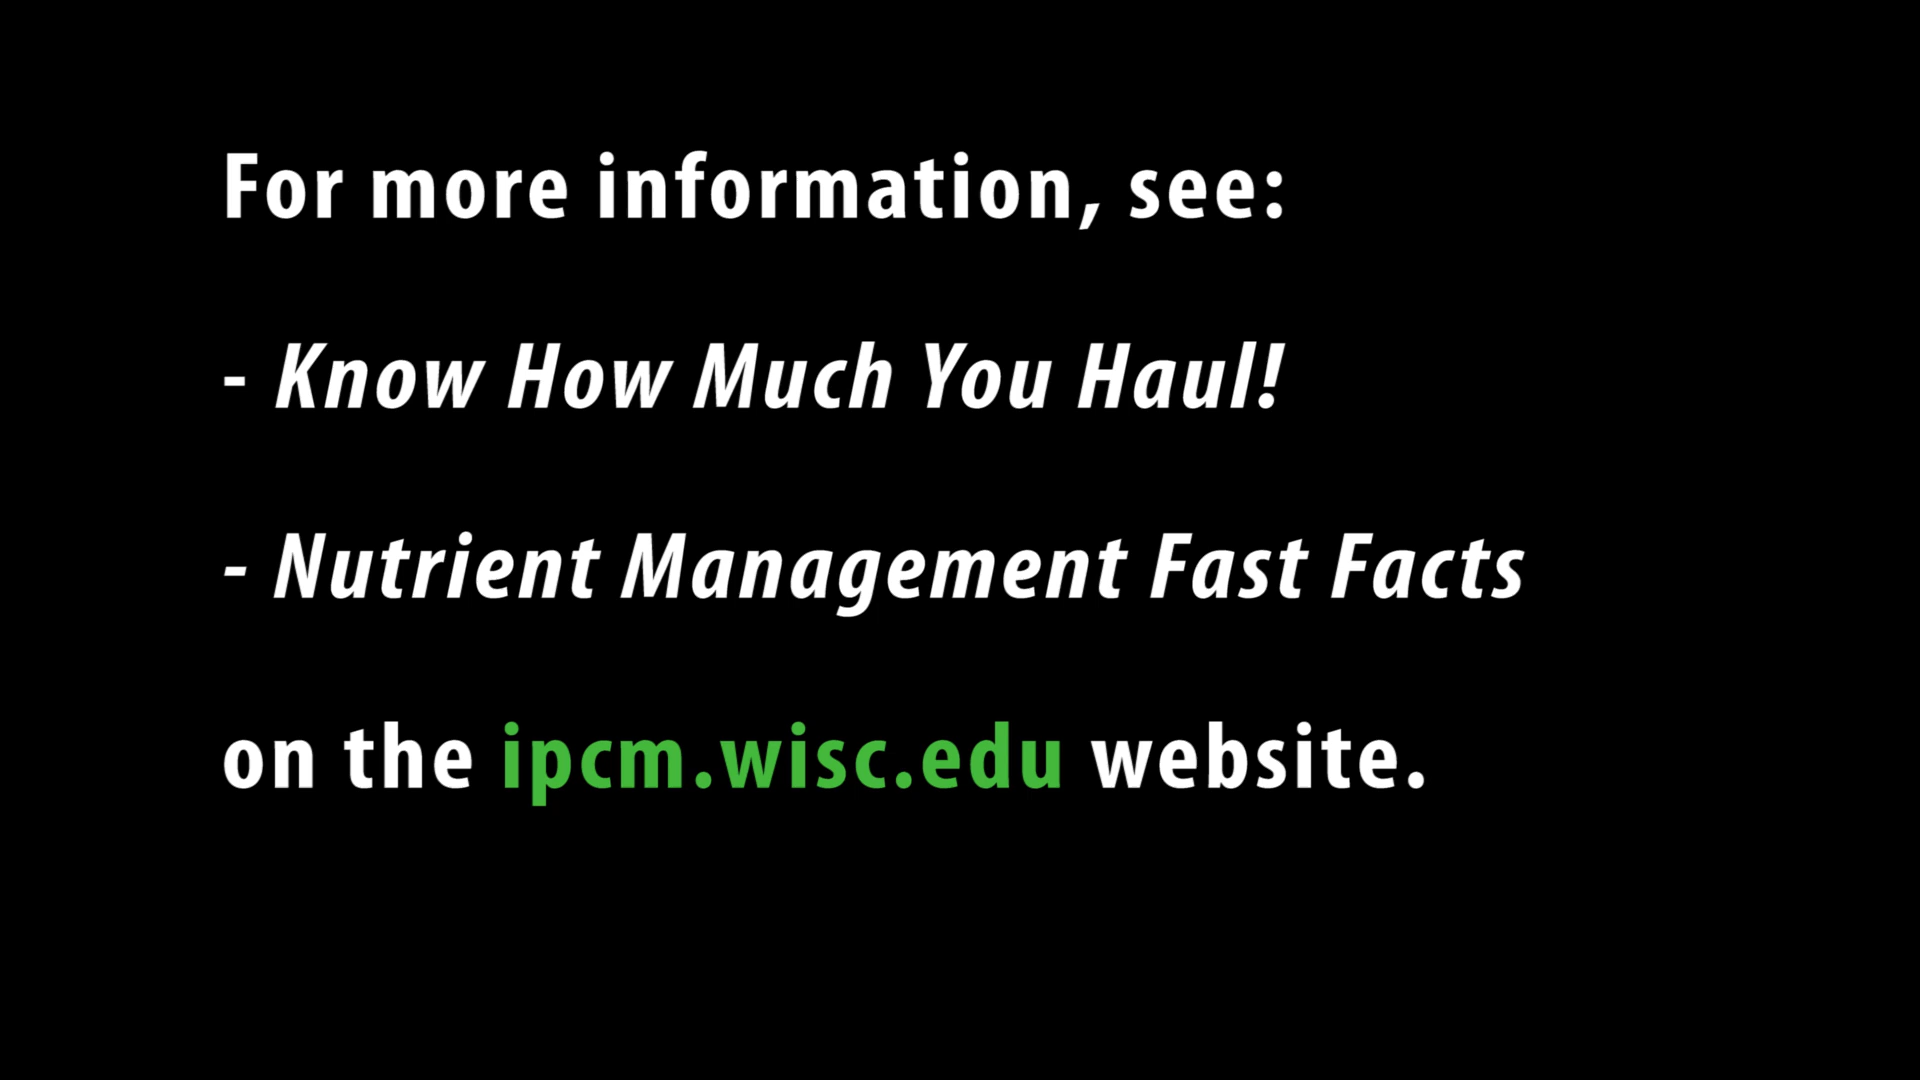 For more information, see:
- Know How Much You Haul!
- Nutrient Management Fast Facts
on the ipcm.wisc.edu website.